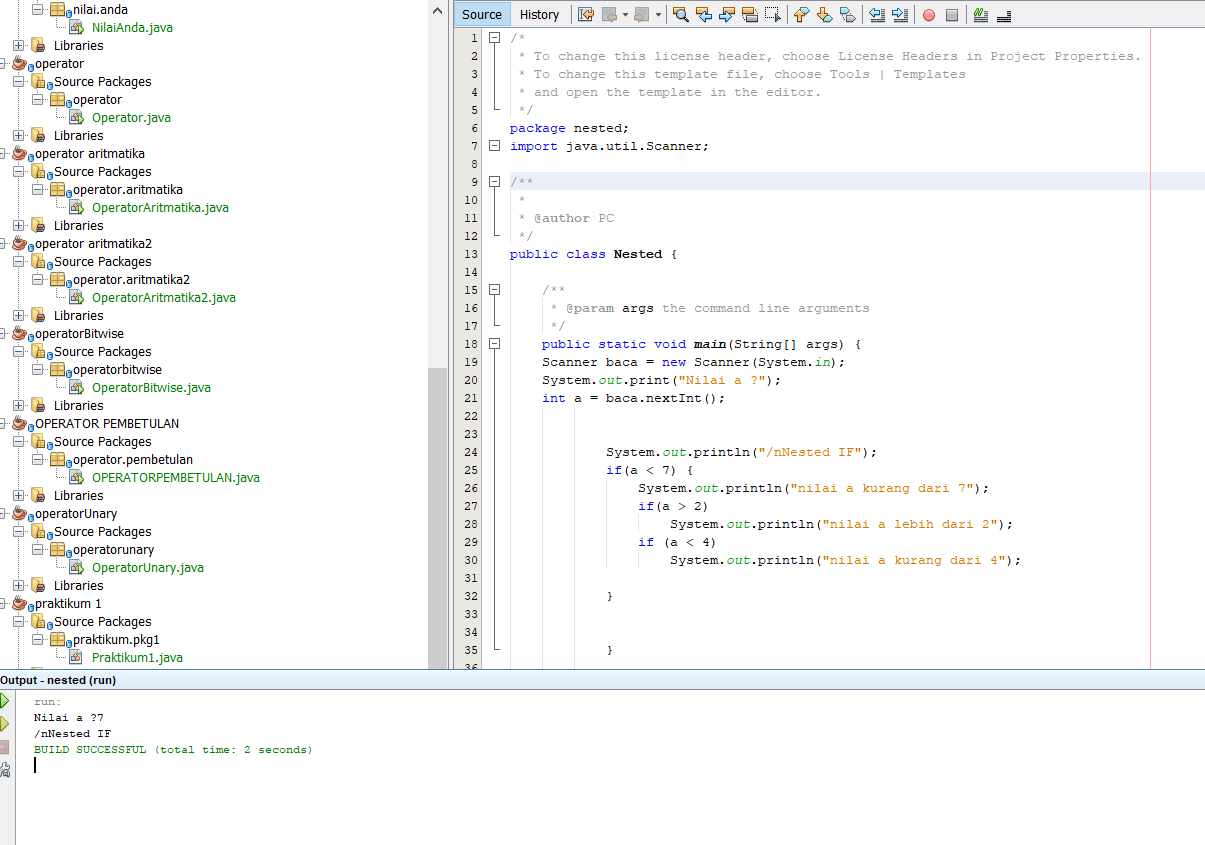 nilai.anda
NilaiAnda.java
Libraries
operator
Source Packages
operator
Operator.java
Libraries
operator aritmatika
Source Packages
operator.aritmatika
OperatorAritmatika.java
Libraries
operator aritmatika2
Source Packages
operator.aritmatika2
OperatorAritmatika2.java
Libraries
operatorBitwise
Source Packages
operatorbitwise
OperatorBitwise.java
Libraries
OPERATOR PEMBETULAN
Source Packages
operator.pembetulan
OPERATORPEMBETULAN.java
Libraries
operatorUnary
Source Packages
operatorunary
OperatorUnary.java
Libraries
praktikum 1
Source Packages
praktikum.pkg1
Praktikum1.java
Source History
1 /*
2 * To change this license header, choose License Headers in Project Properties.
3 * To change this template file, choose Tools | Templates
4 * and open the template in the editor.
5 */
6 package nested;
7 import java.util.Scanner;
8
9 /**
10 *
11 * @author PC
12 */
13 public class Nested {
14
15 /**
16 * @param args the command line arguments
17 */
18 public static void main(String[] args) {
19 Scanner baca = new Scanner(System.in);
20 System.out.print("Nilai a ?");
21 int a = baca.nextInt();
22
23
24 System.out.println("/nNested IF");
25 if(a < 7) {
26 System.out.println("nilai a kurang dari 7");
27 if(a > 2)
28 System.out.println("nilai a lebih dari 2");
29 if (a < 4)
30 System.out.println("nilai a kurang dari 4");
31
32 }
33
34
35 }
36
Output - nested (run)
run:
Nilai a ?7
/nNested IF
BUILD SUCCESSFUL (total time: 2 seconds)